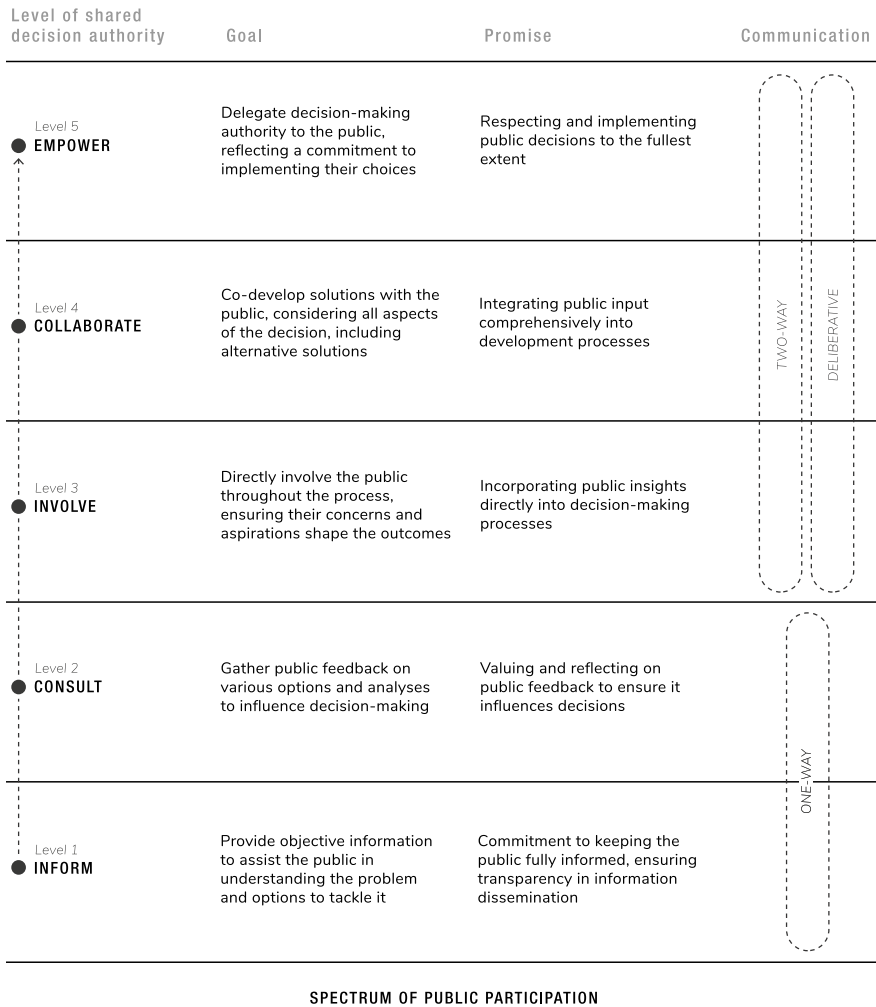 Level of shared
decision authority
Goal
Promise
Communication
Level 5
EMPOWER
Delegate decision-making
authority to the public,
reflecting a commitment to
implementing their choices
Respecting and implementing
public decisions to the fullest
extent
Level 4
COLLABORATE
Co-develop solutions with the
public, considering all aspects
of the decision, including
alternative solutions
Integrating public input
comprehensively into
development processes
TWO-WAY
DELIBERATIVE
Level 3
INVOLVE
Directly involve the public
throughout the process,
ensuring their concerns and
aspirations shape the outcomes
Incorporating public insights
directly into decision-making
processes
Level 2
CONSULT
Gather public feedback on
various options and analyses
to influence decision-making
Valuing and reflecting on
public feedback to ensure it
influences decisions
ONE-WAY
Level 1
INFORM
Provide objective information
to assist the public in
understanding the problem
and options to tackle it
Commitment to keeping the
public fully informed, ensuring
transparency in information
dissemination
SPECTRUM OF PUBLIC PARTICIPATION